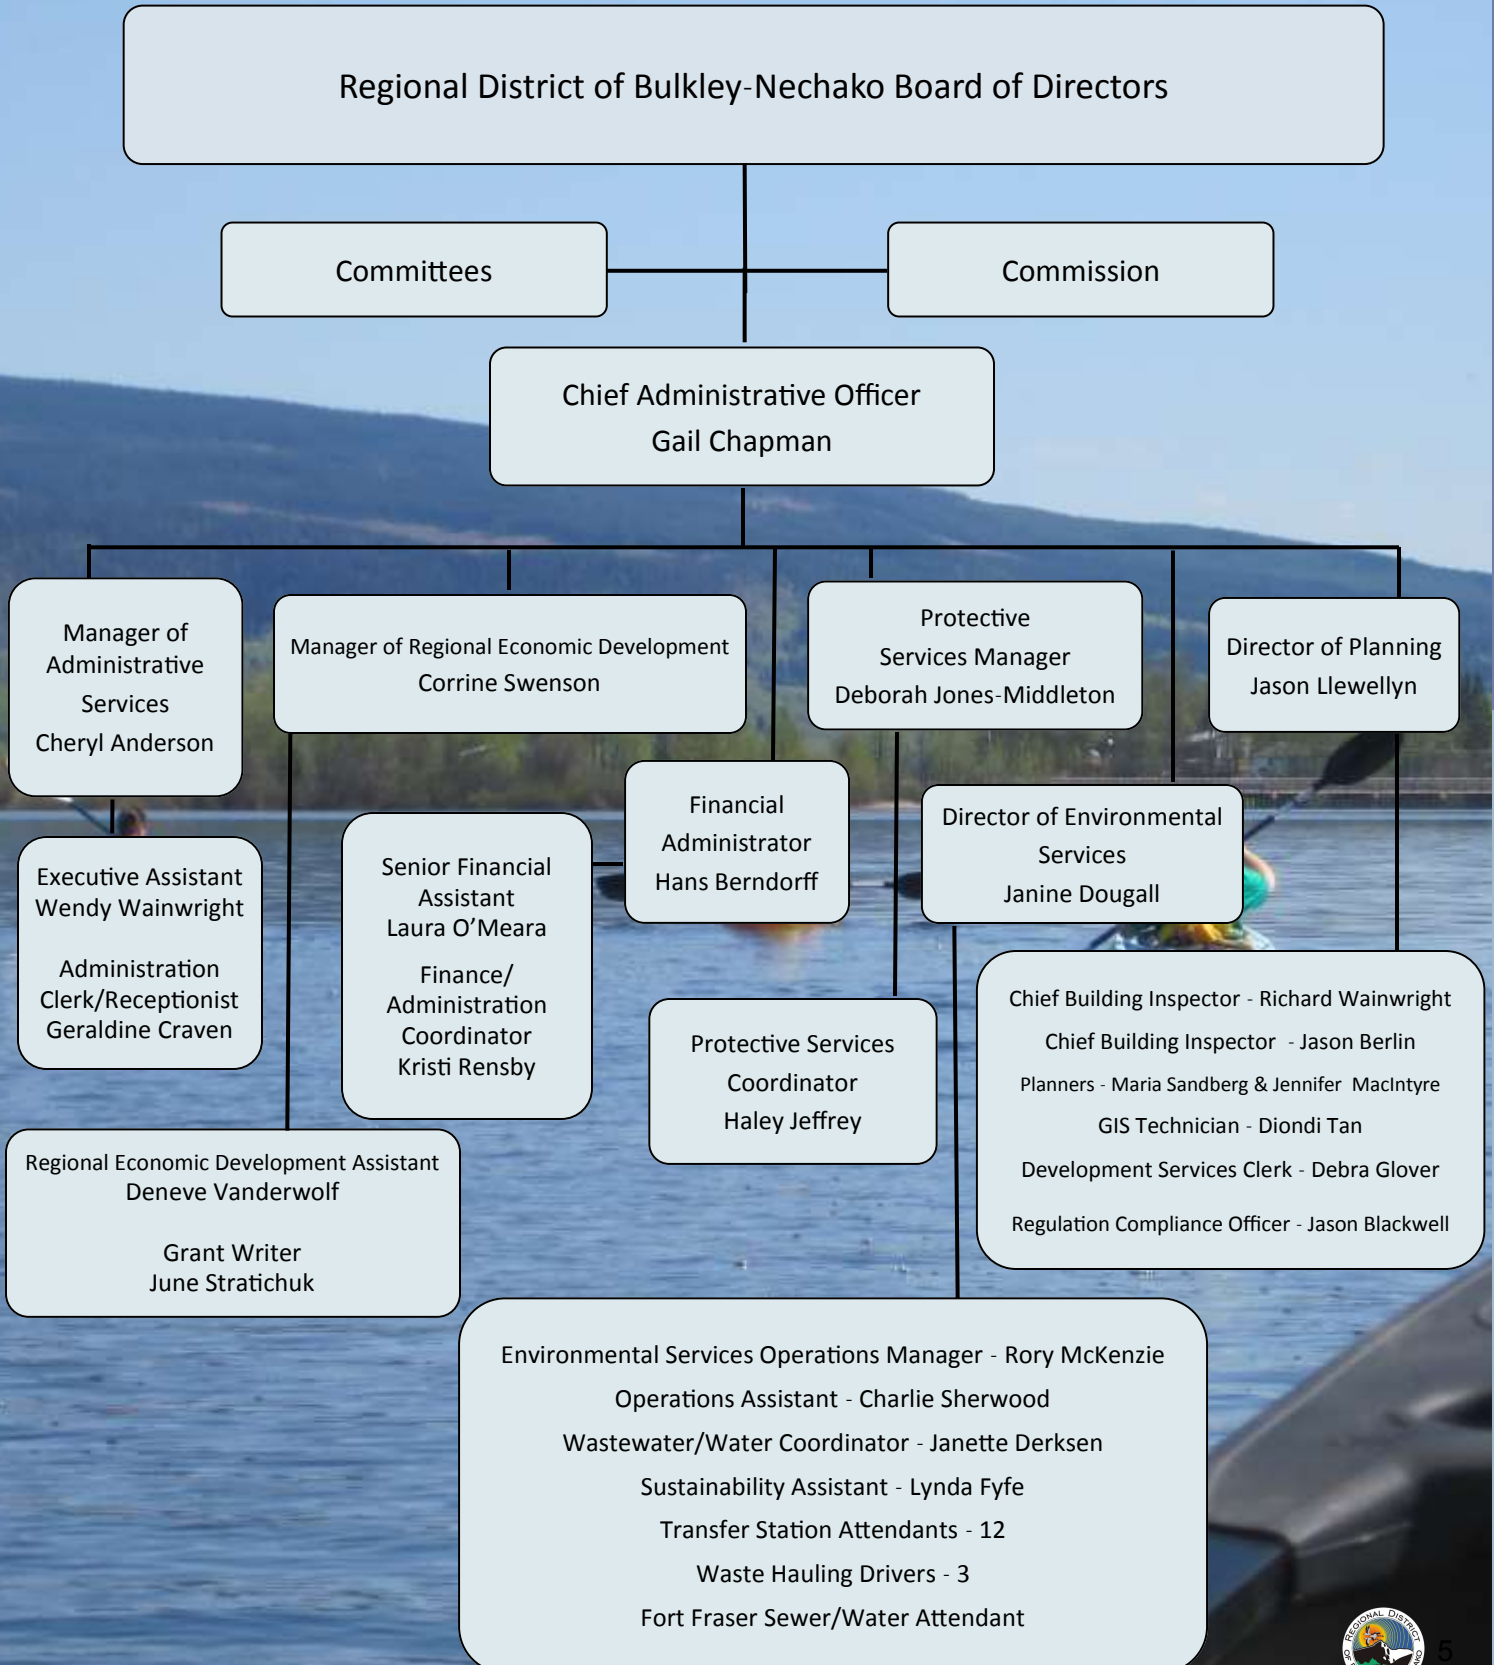 Regional District of Bulkley-Nechako Board of Directors
Committees
Commission
Chief Administrative Officer
Gail Chapman
Manager of
Administrative
Services
Cheryl Anderson
Manager of Regional Economic Development
Corrine Swenson
Protective
Services Manager
Deborah Jones-Middleton
Director of Planning
Jason Llewellyn
Financial
Administrator
Hans Berndorff
Director of Environmental
Services
Janine Dougall
Executive Assistant
Wendy Wainwright
Administration
Clerk/Receptionist
Geraldine Craven
Senior Financial
Assistant
Laura O’Meara
Finance/
Administration
Coordinator
Kristi Rensby
Protective Services
Coordinator
Haley Jeffrey
Chief Building Inspector - Richard Wainwright
Chief Building Inspector - Jason Berlin
Planners - Maria Sandberg & Jennifer MacIntyre
GIS Technician - Diondi Tan
Development Services Clerk - Debra Glover
Regulation Compliance Officer - Jason Blackwell
Regional Economic Development Assistant
Deneve Vanderwolf
Grant Writer
June Stratichuk
Environmental Services Operations Manager - Rory McKenzie
Operations Assistant - Charlie Sherwood
Wastewater/Water Coordinator - Janette Derksen
Sustainability Assistant - Lynda Fyfe
Transfer Station Attendants - 12
Waste Hauling Drivers - 3
Fort Fraser Sewer/Water Attendant
REGIONAL DISTRICT
5